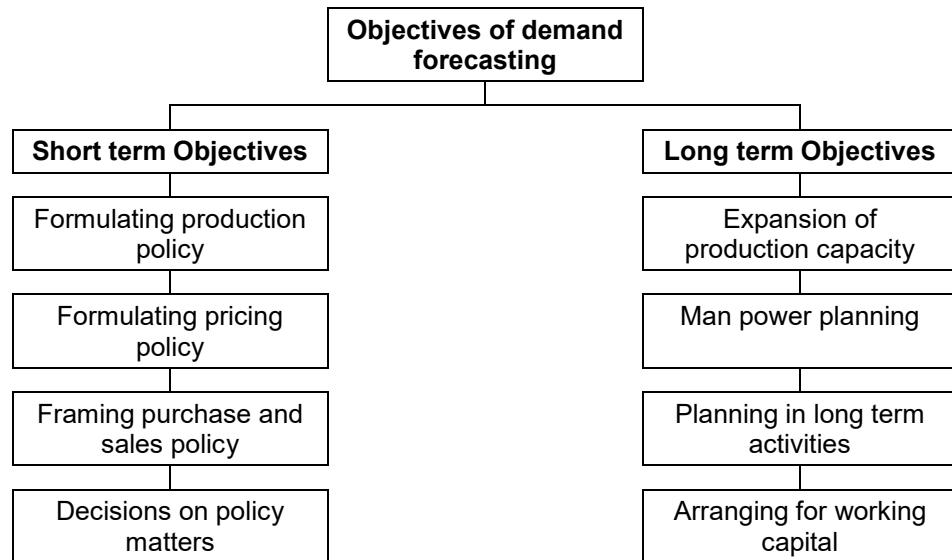 Objectives of demand
forecasting
Short term Objectives
Formulating production
policy
Formulating pricing
policy
Framing purchase and
sales policy
Decisions on policy
matters
Long term Objectives
Expansion of
production capacity
Man power planning
Planning in long term
activities
Arranging for working
capital